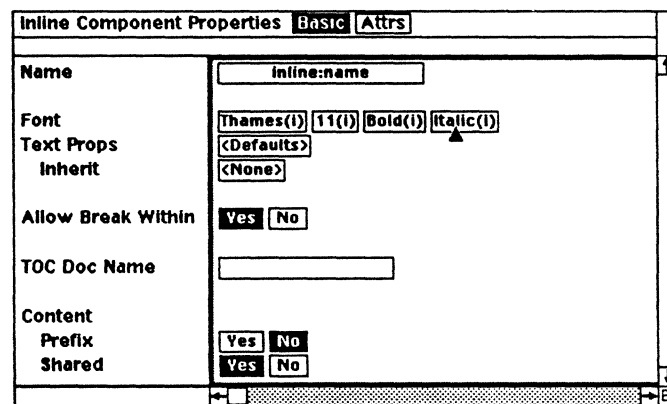 Inline Component Properties Basic Attrs
Name inline:name
Font Thames(i) 11(i) Bold(i) Italic(i)
Text Props <Defaults>
Inherit <None>
Allow Break Within Yes No
TOC Doc Name
Content
Prefix Yes No
Shared Yes No